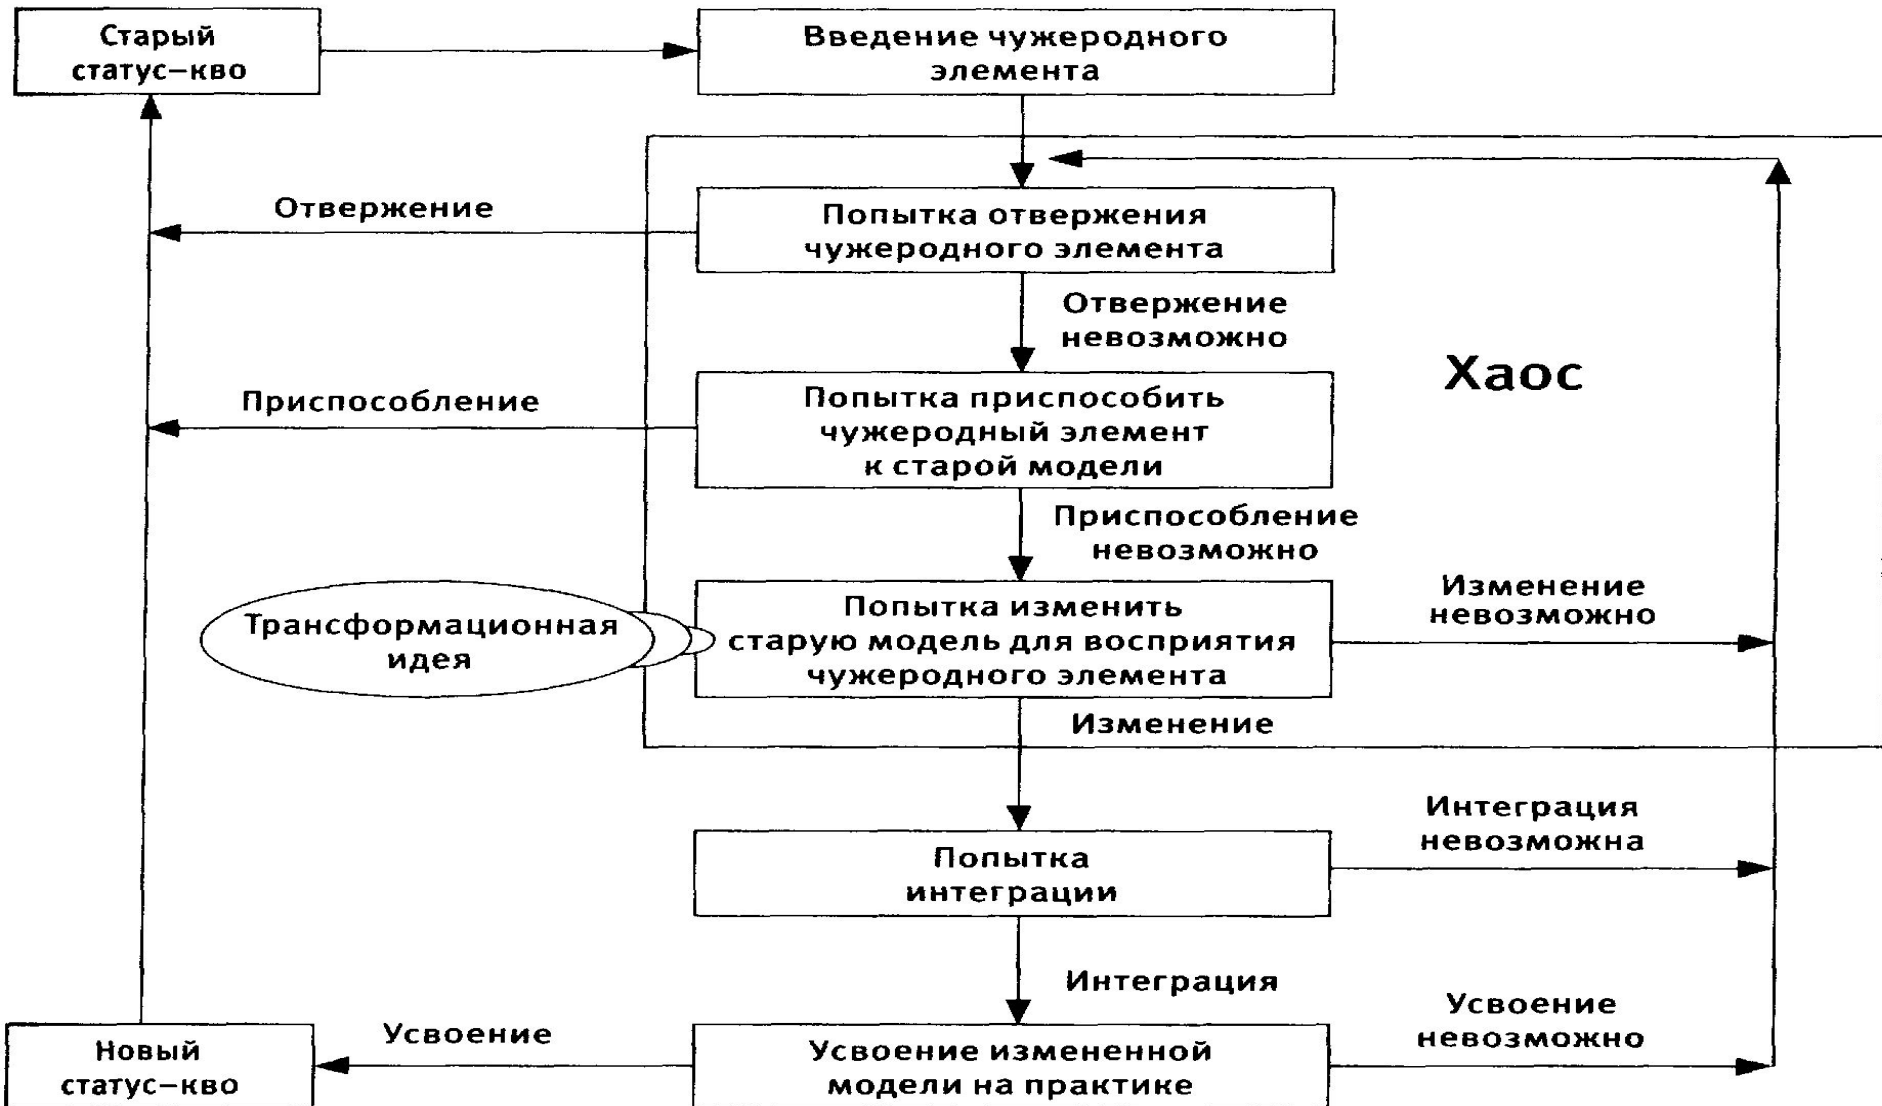 Старый
статус–кво
Введение чужеродного
элемента
Отвержение
Попытка отвержения
чужеродного элемента
Отвержение
невозможно
Хаос
Приспособление
Попытка приспособить
чужеродный элемент
к старой модели
Приспособление
невозможно
Трансформационная
идея
Попытка изменить
старую модель для восприятия
чужеродного элемента
Изменение
невозможно
Изменение
Интеграция
невозможна
Попытка
интеграции
Интеграция
Усвоение
невозможно
Усвоение
Новый
статус–кво
Усвоение измененной
модели на практике